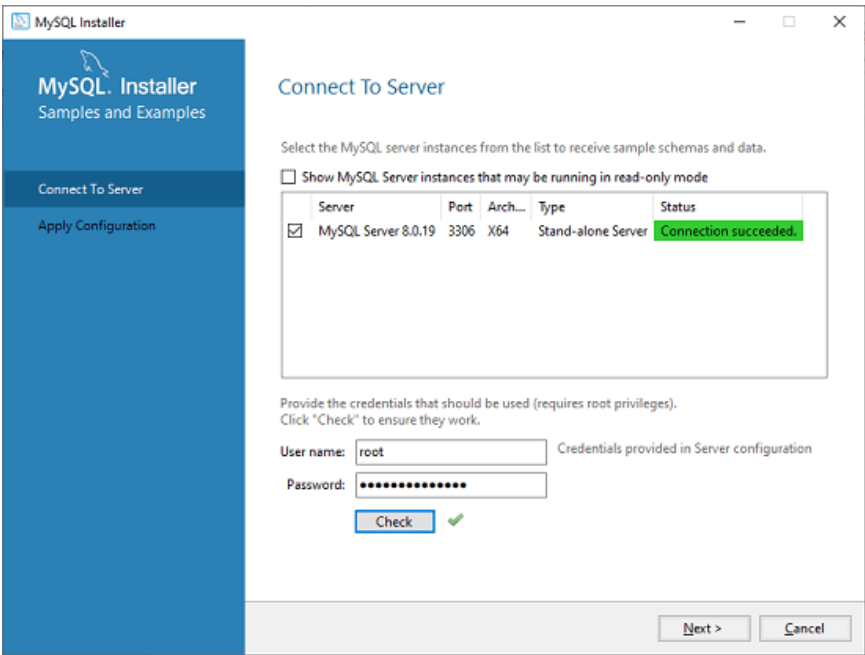 MySQL Installer
MySQL. Installer
Samples and Examples
Connect To Server
Apply Configuration
Connect To Server
Select the MySQL server instances from the list to receive sample schemas and data.
Show MySQL Server instances that may be running in read-only mode
Server Port Arch... Type Status
MySQL Server 8.0.19 3306 X64 Stand-alone Server Connection succeeded.
Provide the credentials that should be used (requires root privileges).
Click "Check" to ensure they work.
User name: root Credentials provided in Server configuration
Password: ••••••••••••••
Check
Next > Cancel